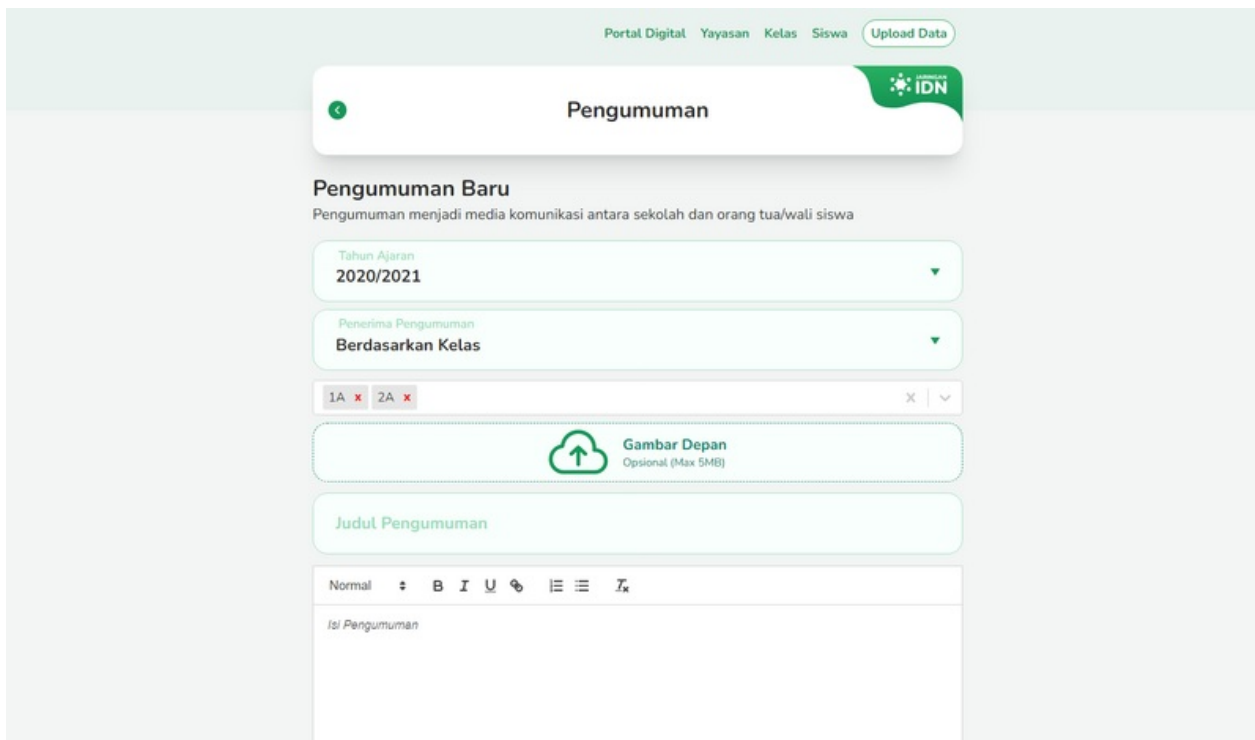 Portal Digital Yayasan Kelas Siswa Upload Data
JARINGAN
IDN
Pengumuman
Pengumuman Baru
Pengumuman menjadi media komunikasi antara sekolah dan orang tua/wali siswa
Tahun Ajaran
2020/2021
Penerima Pengumuman
Berdasarkan Kelas
1A x 2A x
Gambar Depan
Opsional (Max 5MB)
Judul Pengumuman
Normal B I U
Isi Pengumuman